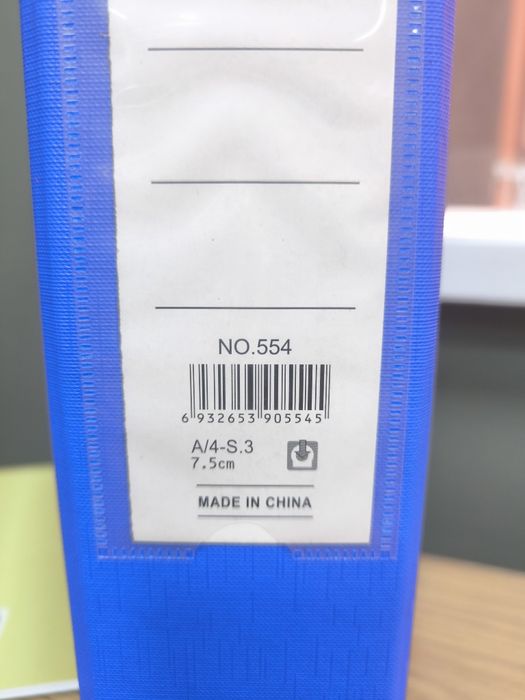 NO.554
6 932653 905545
A/4-S.3
7.5cm
MADE IN CHINA